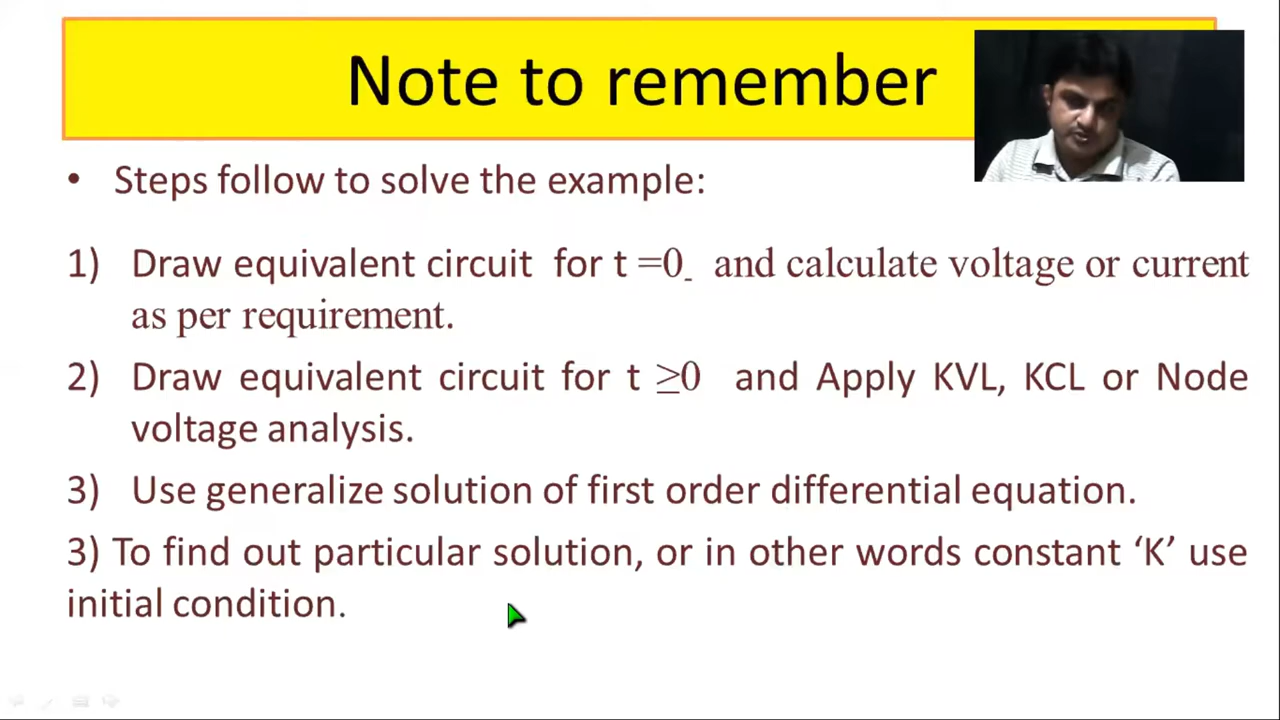 Note to remember
• Steps follow to solve the example:
1) Draw equivalent circuit for t =0- and calculate voltage or current
as per requirement.
2) Draw equivalent circuit for t ≥0 and Apply KVL, KCL or Node
voltage analysis.
3) Use generalize solution of first order differential equation.
3) To find out particular solution, or in other words constant ‘K’ use
initial condition.